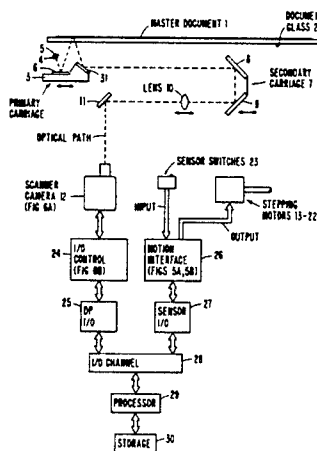 MASTER DOCUMENT 1
DOCUMENT
GLASS 2
5
4
6
3
31
8
PRIMARY
CARRIAGE
11
LENS 10
9
SECONDARY
CARRIAGE 7
OPTICAL
PATH
SENSOR SWITCHES 23
SCANNER
CAMERA 12
(FIG 6A)
INPUT
STEPPING
MOTORS 13-22
OUTPUT
24
I/O
CONTROL
(FIG 6B)
MOTION
INTERFACE
(FIGS 5A,5B)
26
25
DP
I/O
SENSOR
I/O
27
I/O CHANNEL
28
PROCESSOR
29
STORAGE
30